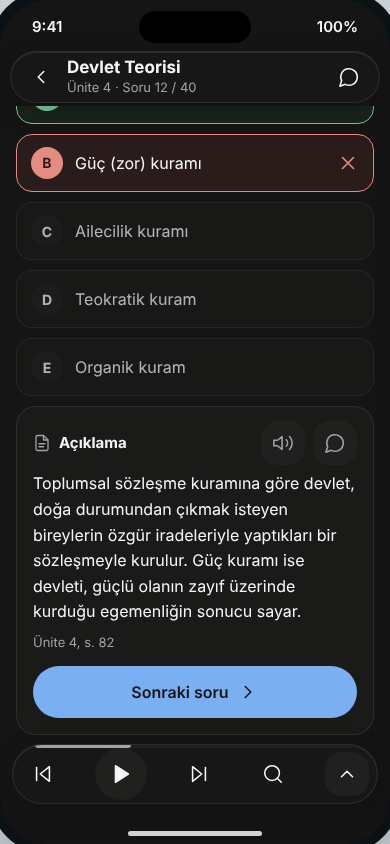 9:41
100%
Devlet Teorisi
Ünite 4 · Soru 12 / 40
B
Güç (zor) kuramı
C
Ailecilik kuramı
D
Teokratik kuram
E
Organik kuram
Açıklama
Toplumsal sözleşme kuramına göre devlet,
doğa durumundan çıkmak isteyen
bireylerin özgür iradeleriyle yaptıkları bir
sözleşmeyle kurulur. Güç kuramı ise
devleti, güçlü olanın zayıf üzerinde
kurduğu egemenliğin sonucu sayar.
Ünite 4, s. 82
Sonraki soru